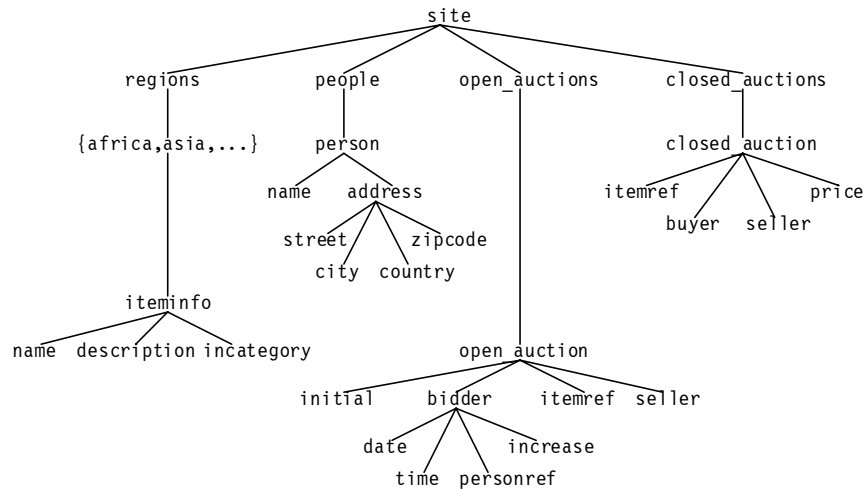 site
regions people open_auctions closed_auctions
{africa,asia,...} person closed_auction
name address itemref price
buyer seller
street zipcode
city country
iteminfo
name description incategory open_auction
initial bidder itemref seller
date increase
time personref